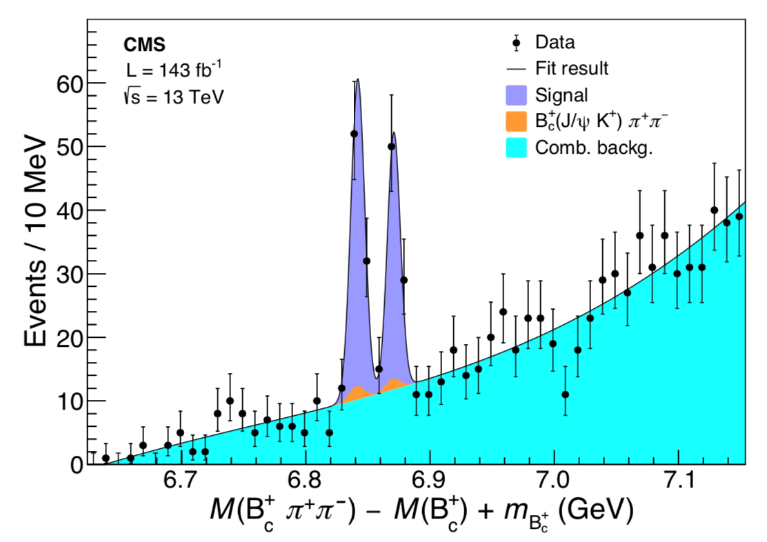 CMS
L = 143 fb⁻¹
√s = 13 TeV
Data
Fit result
Signal
B⁺c(J/ψ K⁺) π⁺π⁻
Comb. backg.
Events / 10 MeV
60
50
40
30
20
10
0
6.7 6.8 6.9 7.0 7.1
M(B⁺c π⁺π⁻) − M(B⁺c) + mB⁺c (GeV)